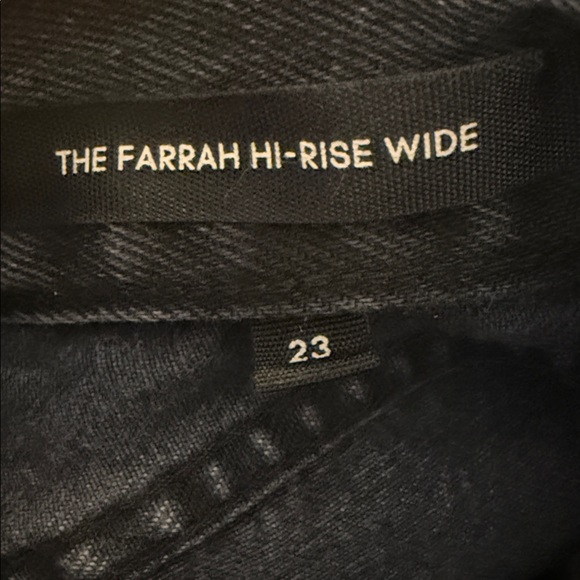 THE FARRAH HI-RISE WIDE
23